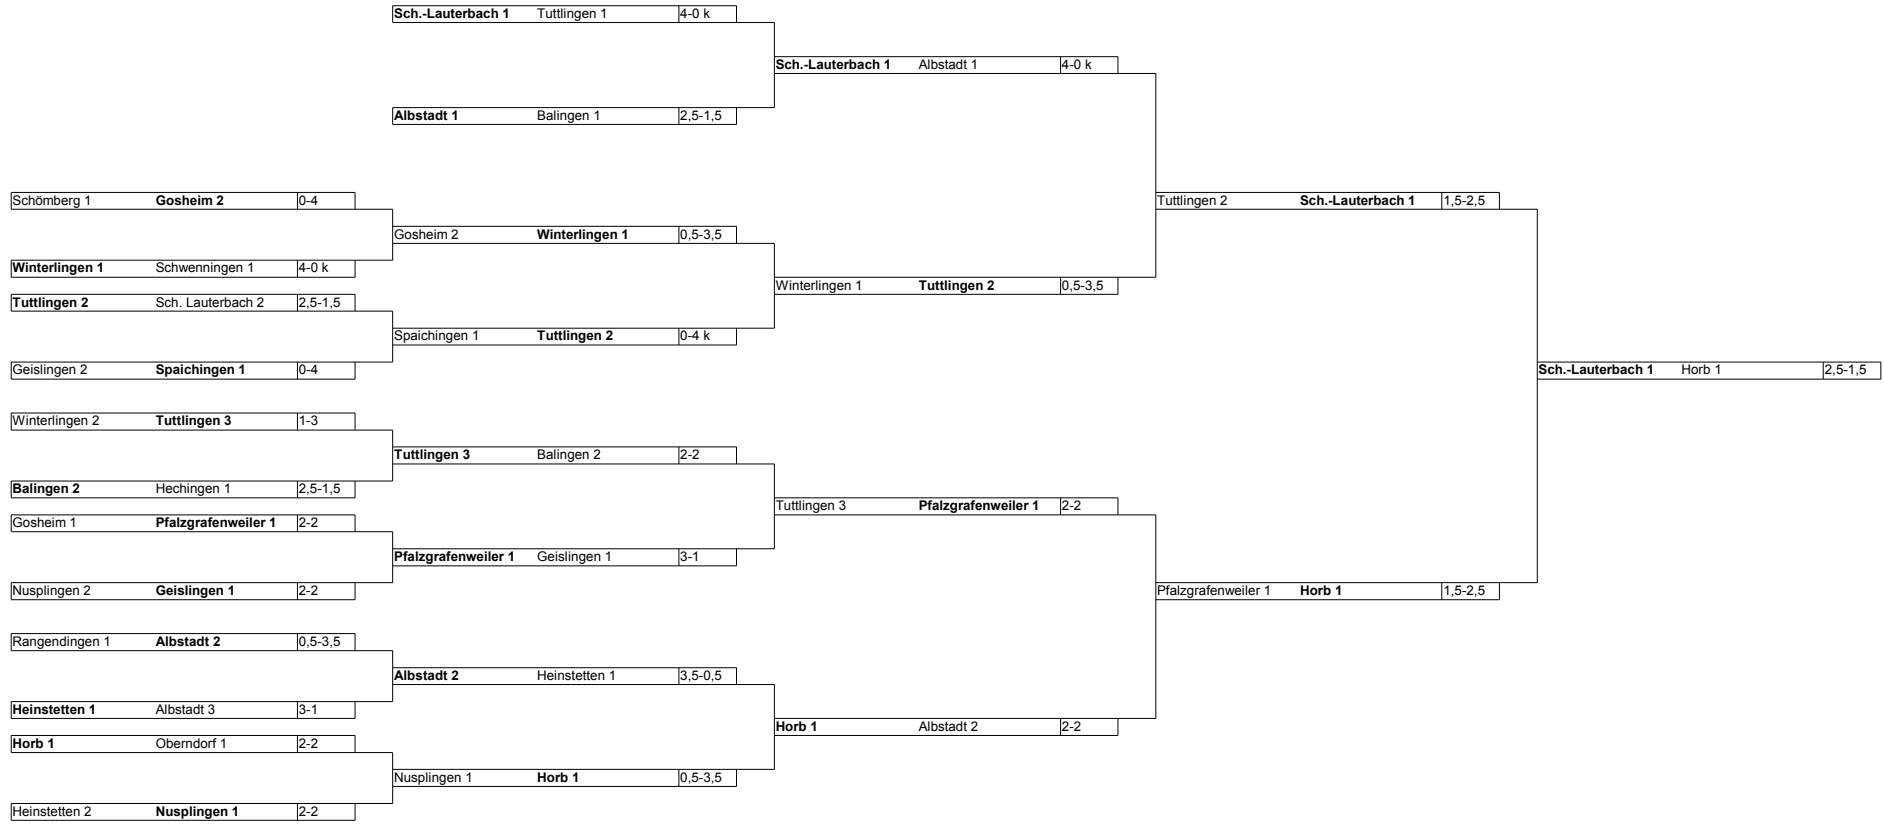 Sch.-Lauterbach 1 Tuttlingen 1 4-0 k
Sch.-Lauterbach 1 Albstadt 1 4-0 k
Albstadt 1 Balingen 1 2,5-1,5
Schömberg 1 Gosheim 2 0-4
Tuttlingen 2 Sch.-Lauterbach 1 1,5-2,5
Gosheim 2 Winterlingen 1 0,5-3,5
Winterlingen 1 Schwenningen 1 4-0 k
Winterlingen 1 Tuttlingen 2 0,5-3,5
Tuttlingen 2 Sch. Lauterbach 2 2,5-1,5
Spaichingen 1 Tuttlingen 2 0-4 k
Geislingen 2 Spaichingen 1 0-4
Sch.-Lauterbach 1 Horb 1 2,5-1,5
Winterlingen 2 Tuttlingen 3 1-3
Tuttlingen 3 Balingen 2 2-2
Balingen 2 Hechingen 1 2,5-1,5
Tuttlingen 3 Pfalzgrafenweiler 1 2-2
Gosheim 1 Pfalzgrafenweiler 1 2-2
Pfalzgrafenweiler 1 Geislingen 1 3-1
Nusplingen 2 Geislingen 1 2-2
Pfalzgrafenweiler 1 Horb 1 1,5-2,5
Rangendingen 1 Albstadt 2 0,5-3,5
Albstadt 2 Heinstetten 1 3,5-0,5
Heinstetten 1 Albstadt 3 3-1
Horb 1 Albstadt 2 2-2
Horb 1 Oberndorf 1 2-2
Nusplingen 1 Horb 1 0,5-3,5
Heinstetten 2 Nusplingen 1 2-2